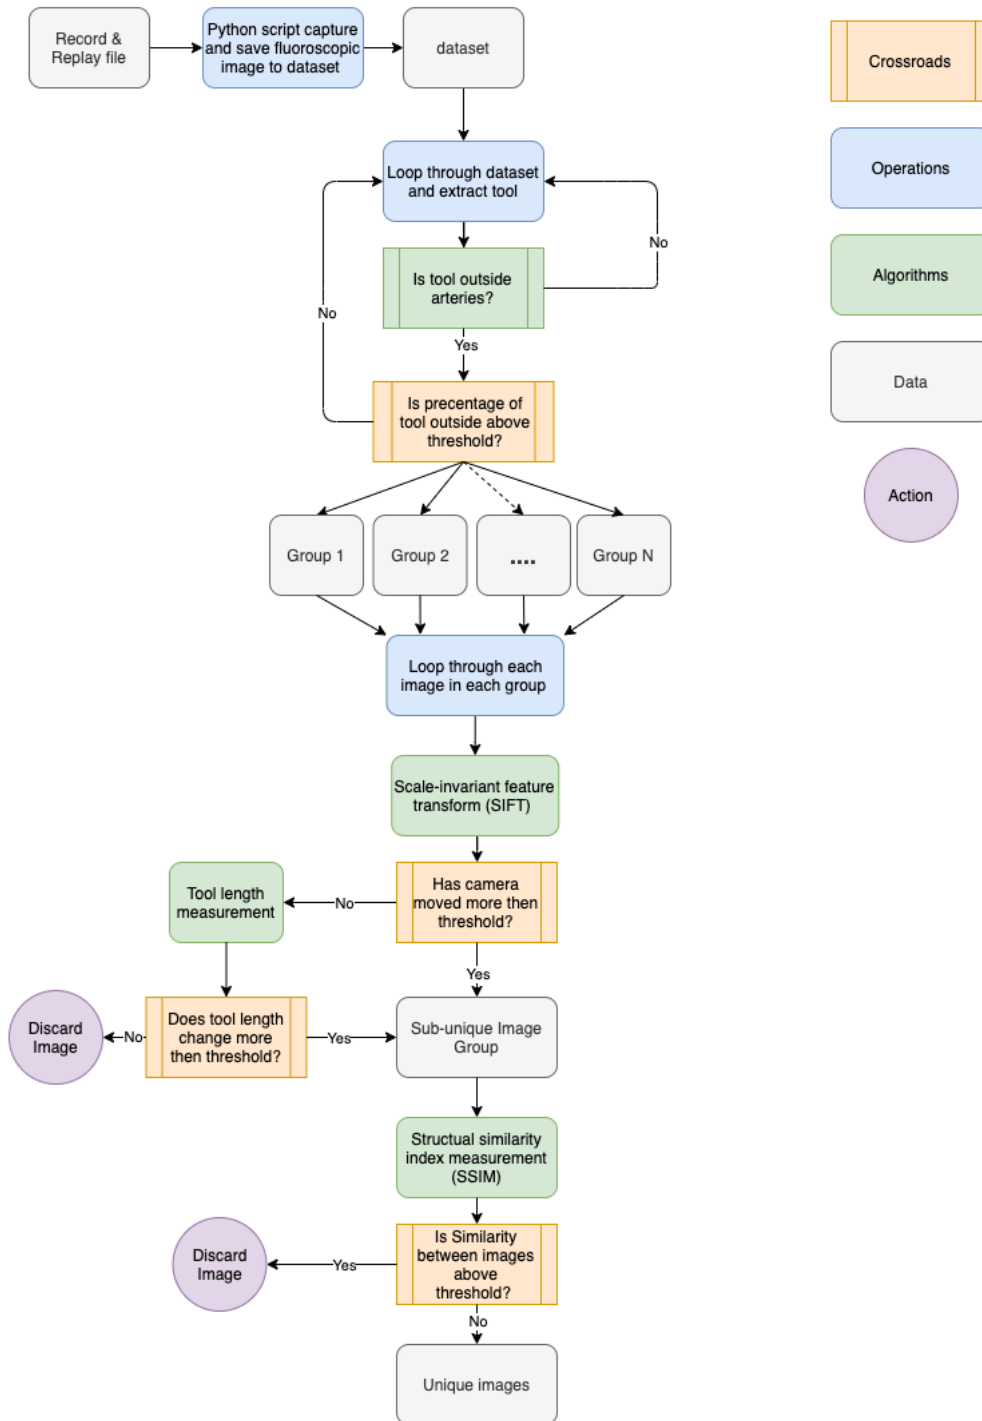 Record &
Replay file
Python script capture
and save fluoroscopic
image to dataset
dataset
Crossroads
Loop through dataset
and extract tool
Operations
No
Is tool outside
arteries?
Algorithms
No
Yes
Is precentage of
tool outside above
threshold?
Data
Action
Group 1
Group 2
....
Group N
Loop through each
image in each group
Scale-invariant feature
transform (SIFT)
Tool length
measurement
No
Has camera
moved more then
threshold?
Yes
Discard
Image
No
Does tool length
change more
then threshold?
Yes
Sub-unique Image
Group
Structual similarity
index measurement
(SSIM)
Discard
Image
Yes
Is Similarity
between images
above
threshold?
No
Unique images